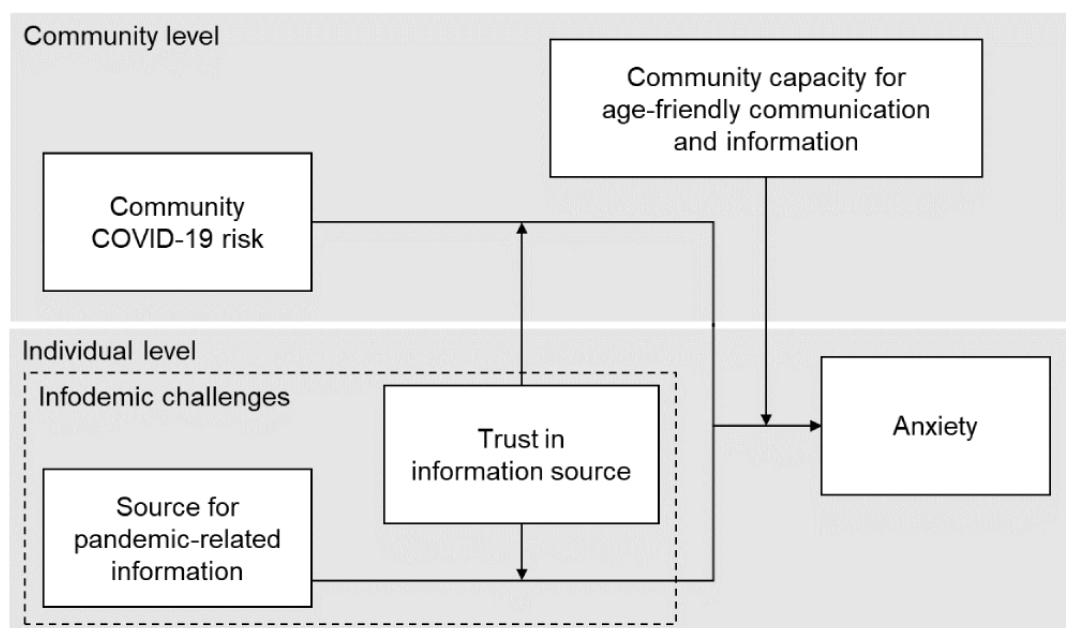 Community level
Community capacity for
age-friendly communication
and information
Community
COVID-19 risk
Individual level
Infodemic challenges
Trust in
information source
Anxiety
Source for
pandemic-related
information